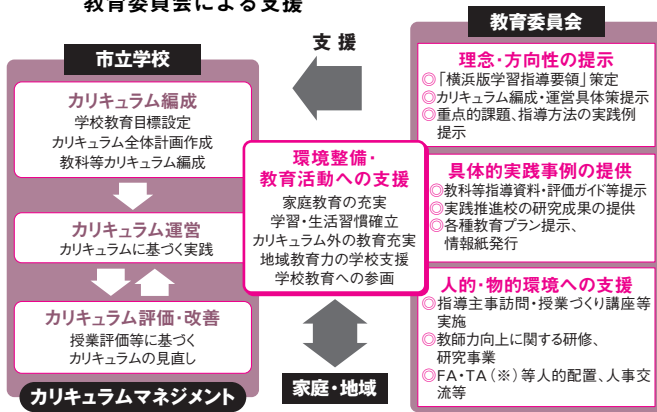 教育委員会による支援
市立学校
カリキュラム編成
学校教育目標設定
カリキュラム全体計画作成
教科等カリキュラム編成
カリキュラム運営
カリキュラムに基づく実践
カリキュラム評価・改善
授業評価等に基づく
カリキュラムの見直し
カリキュラムマネジメント
支援
環境整備・
教育活動への支援
家庭教育の充実
学習・生活習慣確立
カリキュラム外の教育充実
地域教育力の学校支援
学校教育への参画
家庭・地域
教育委員会
理念・方向性の提示
◎「横浜版学習指導要領」策定
◎カリキュラム編成・運営具体策提示
◎重点的課題、指導方法の実践例
提示
具体的実践事例の提供
◎教科等指導資料・評価ガイド等提示
◎実践推進校の研究成果の提供
◎各種教育プラン提示、
情報紙発行
人的・物的環境への支援
◎指導主事訪問・授業づくり講座等
実施
◎教師力向上に関する研修、
研究事業
◎FA・TA（※）等人的配置、人事交
流等